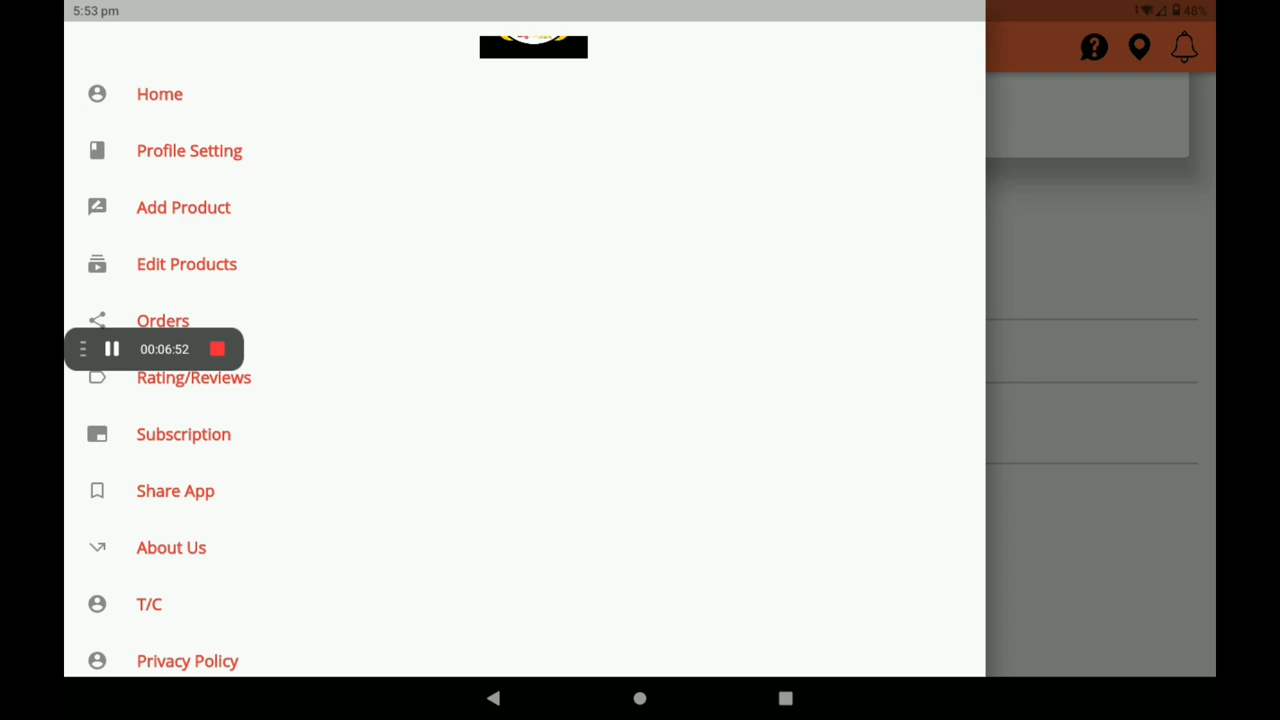 5:53 pm
48%
Home
Profile Setting
Add Product
Edit Products
Orders
00:06:52
Rating/Reviews
Subscription
Share App
About Us
T/C
Privacy Policy